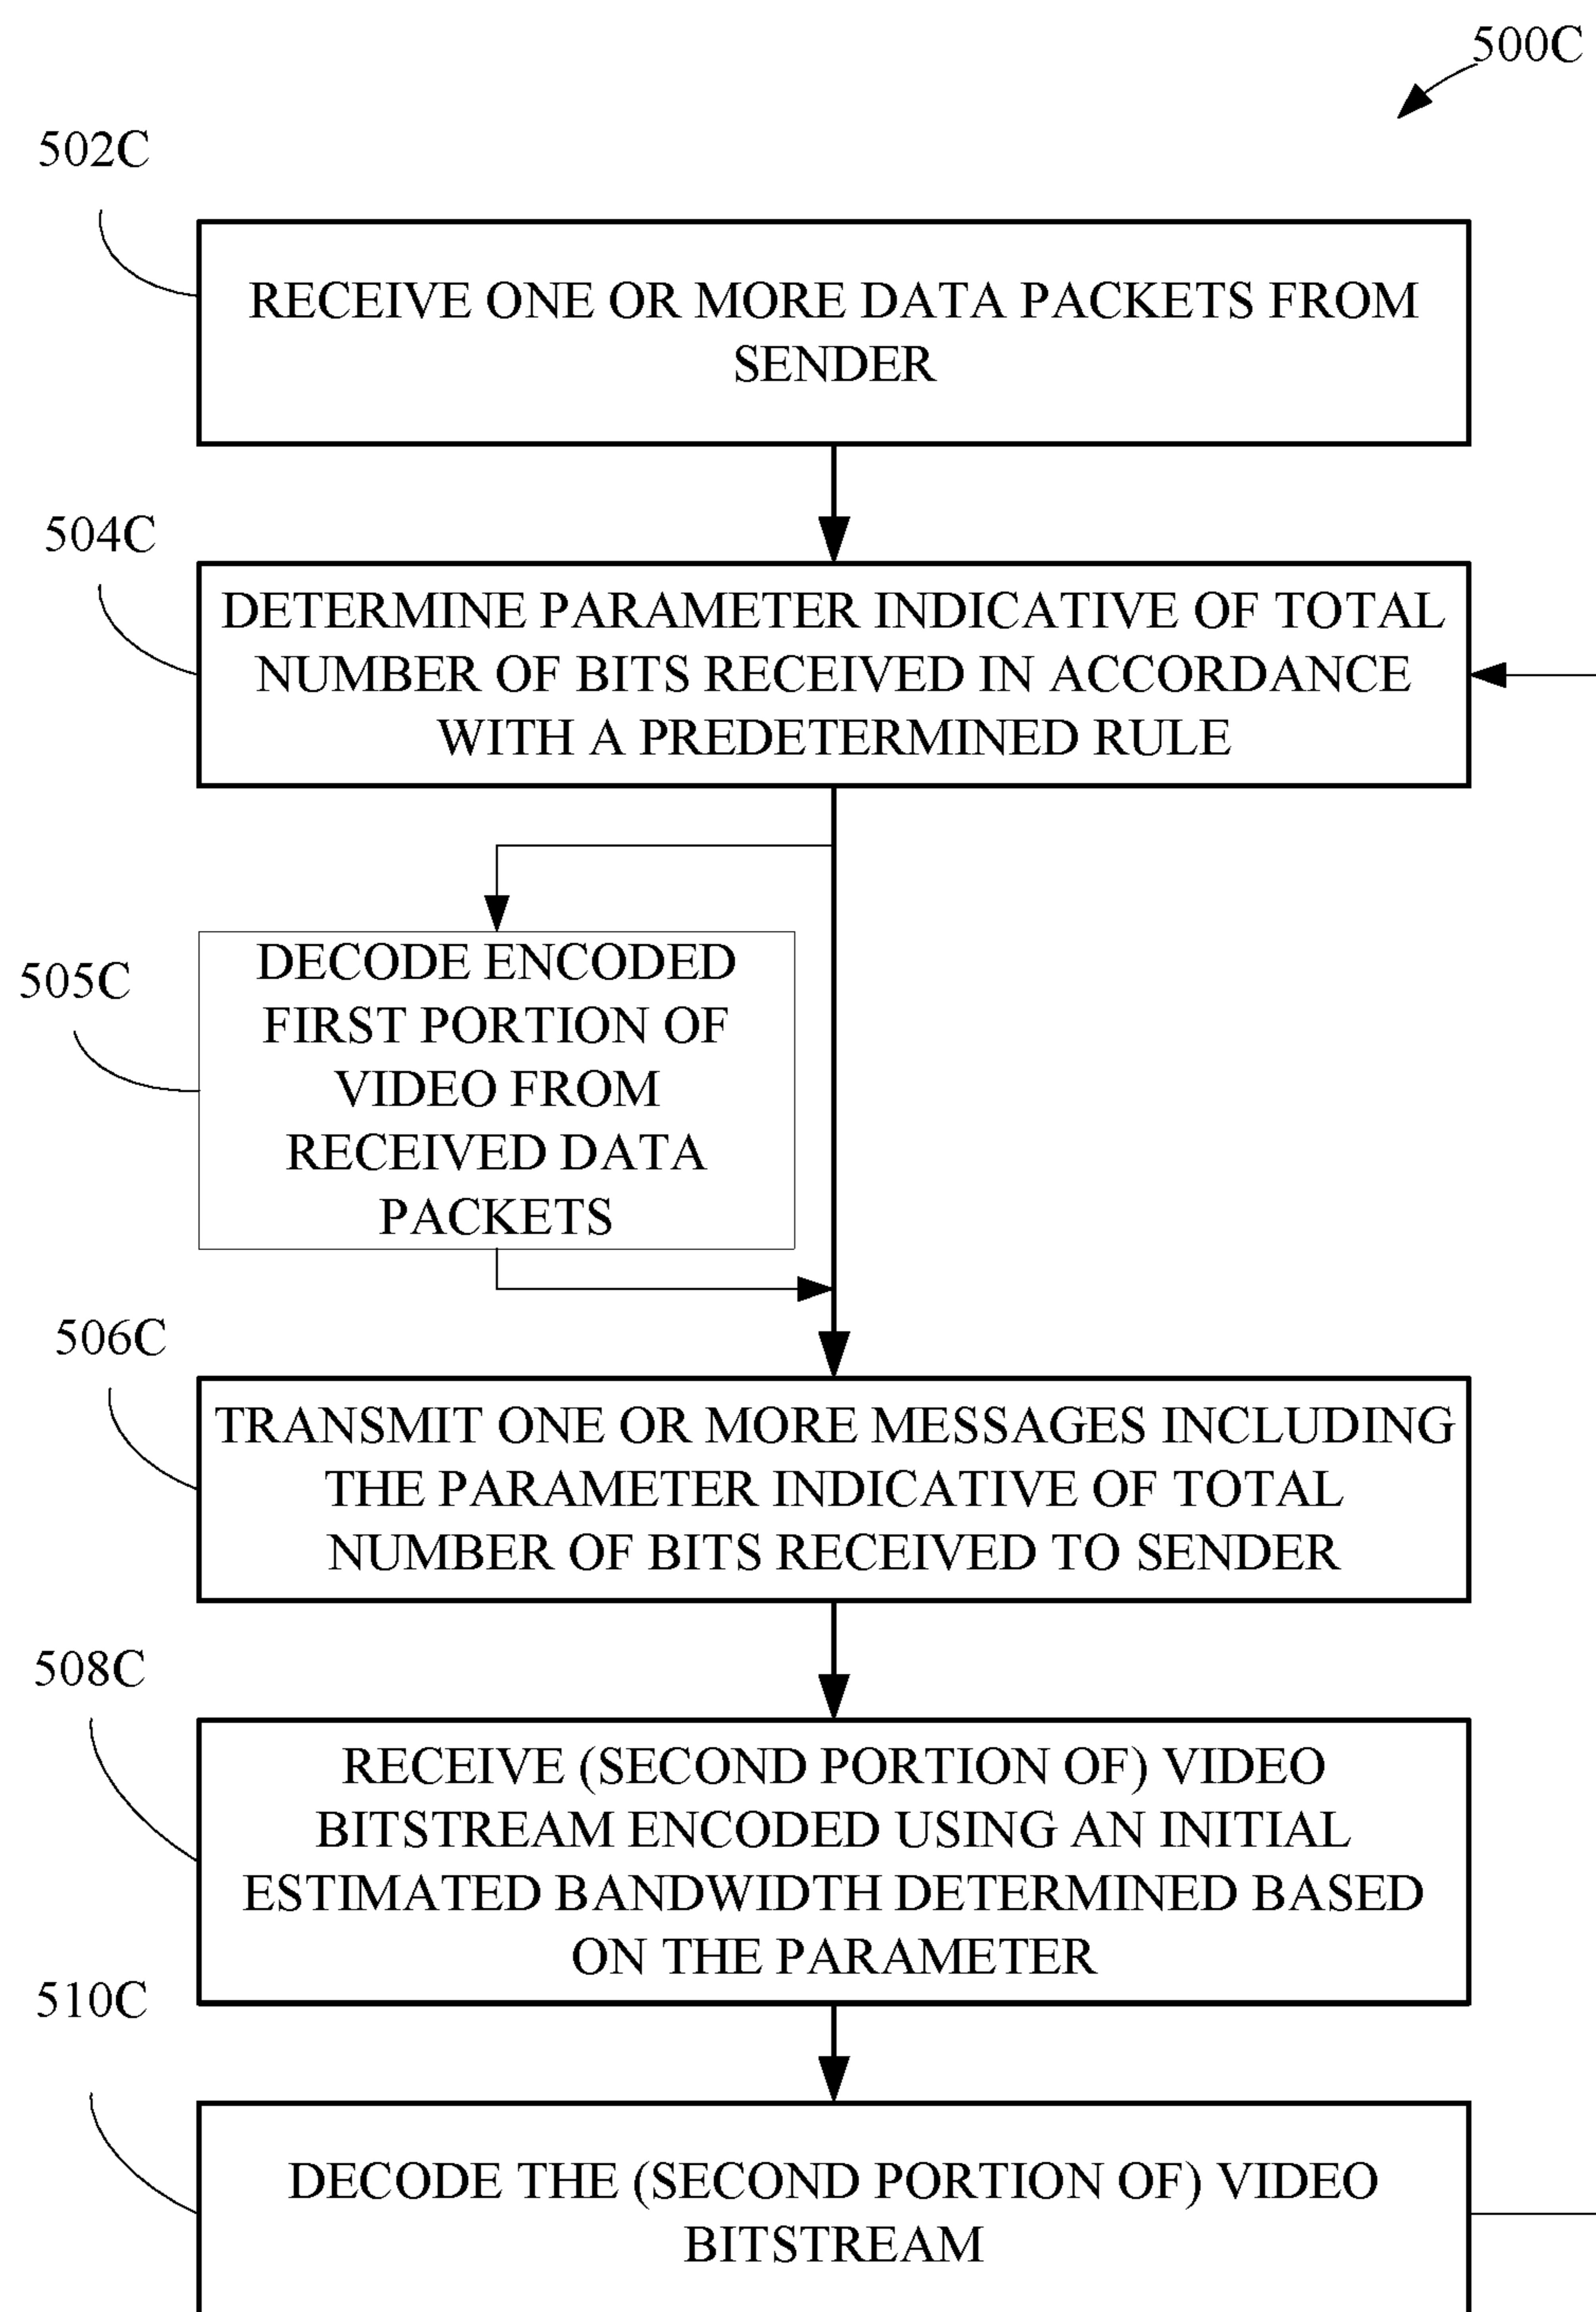 500C
502C
RECEIVE ONE OR MORE DATA PACKETS FROM
SENDER
504C
DETERMINE PARAMETER INDICATIVE OF TOTAL
NUMBER OF BITS RECEIVED IN ACCORDANCE
WITH A PREDETERMINED RULE
505C
DECODE ENCODED
FIRST PORTION OF
VIDEO FROM
RECEIVED DATA
PACKETS
506C
TRANSMIT ONE OR MORE MESSAGES INCLUDING
THE PARAMETER INDICATIVE OF TOTAL
NUMBER OF BITS RECEIVED TO SENDER
508C
RECEIVE (SECOND PORTION OF) VIDEO
BITSTREAM ENCODED USING AN INITIAL
ESTIMATED BANDWIDTH DETERMINED BASED
ON THE PARAMETER
510C
DECODE THE (SECOND PORTION OF) VIDEO
BITSTREAM